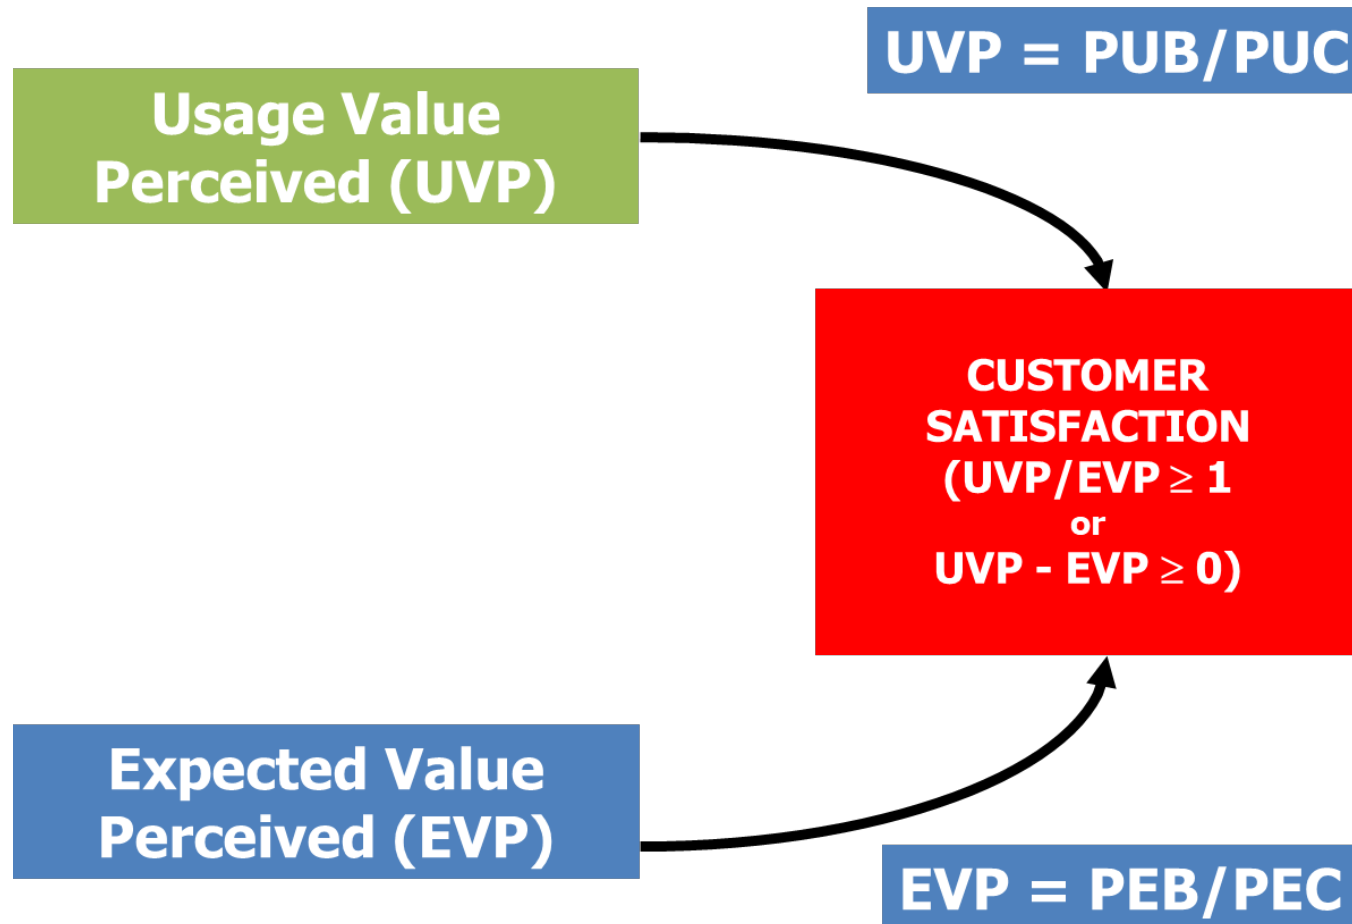 UVP = PUB/PUC
Usage Value
Perceived (UVP)
CUSTOMER
SATISFACTION
(UVP/EVP ≥ 1
or
UVP - EVP ≥ 0)
Expected Value
Perceived (EVP)
EVP = PEB/PEC